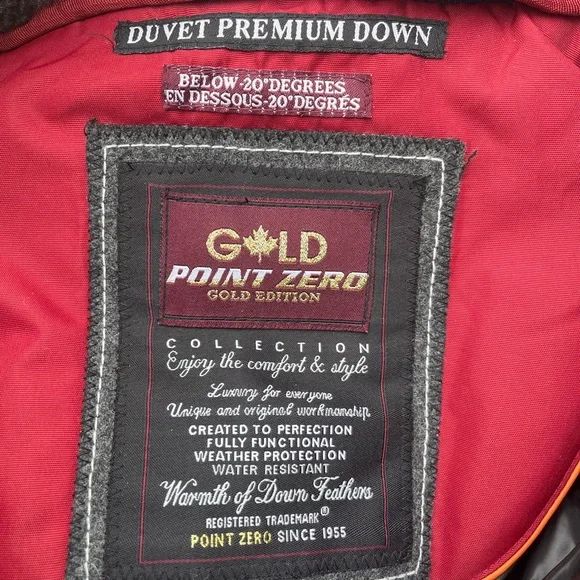 DUVET PREMIUM DOWN
BELOW-20°DEGREES
EN DESSOUS-20°DEGRÉS
G LD
POINT ZERO
GOLD EDITION
COLLECTION
Enjoy the comfort & style
Luxury for everyone
Unique and original workmanship
CREATED TO PERFECTION
FULLY FUNCTIONAL
WEATHER PROTECTION
WATER RESISTANT
Warmth of Down Feathers
REGISTERED TRADEMARK®
POINT ZERO SINCE 1955